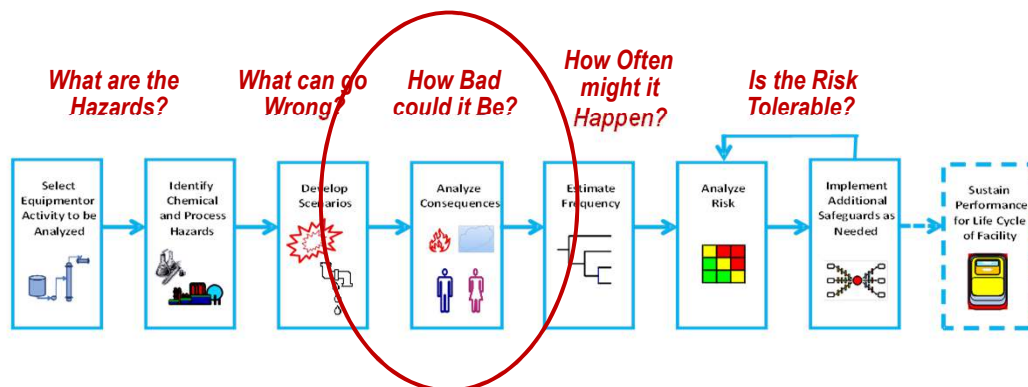 What are the
Hazards?
What can go
Wrong?
How Bad
could it Be?
How Often
might it
Happen?
Is the Risk
Tolerable?
Select
Equipmentor
Activity to be
Analyzed
Identify
Chemical
and Process
Hazards
Develop
Scenarios
Analyze
Consequences
Estimate
Frequency
Analyze
Risk
Implement
Additional
Safeguards as
Needed
Sustain
Performance
for Life Cycle
of Facility